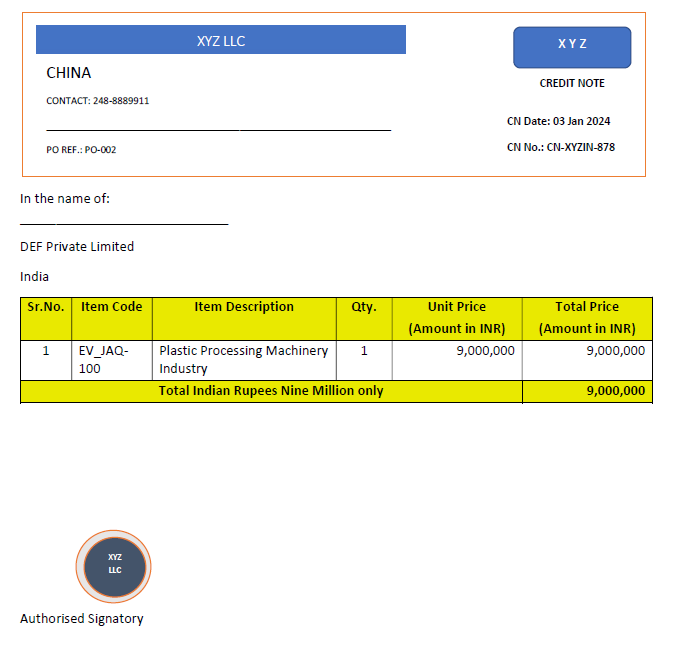 XYZ LLC
X Y Z
CHINA
CREDIT NOTE
CONTACT: 248-8889911
CN Date: 03 Jan 2024
PO REF.: PO-002
CN No.: CN-XYZIN-878
In the name of:
DEF Private Limited
India
Sr.No. Item Code Item Description Qty. Unit Price Total Price
(Amount in INR) (Amount in INR)
1 EV_JAQ- Plastic Processing Machinery 1 9,000,000 9,000,000
100 Industry
Total Indian Rupees Nine Million only 9,000,000
XYZ
LLC
Authorised Signatory